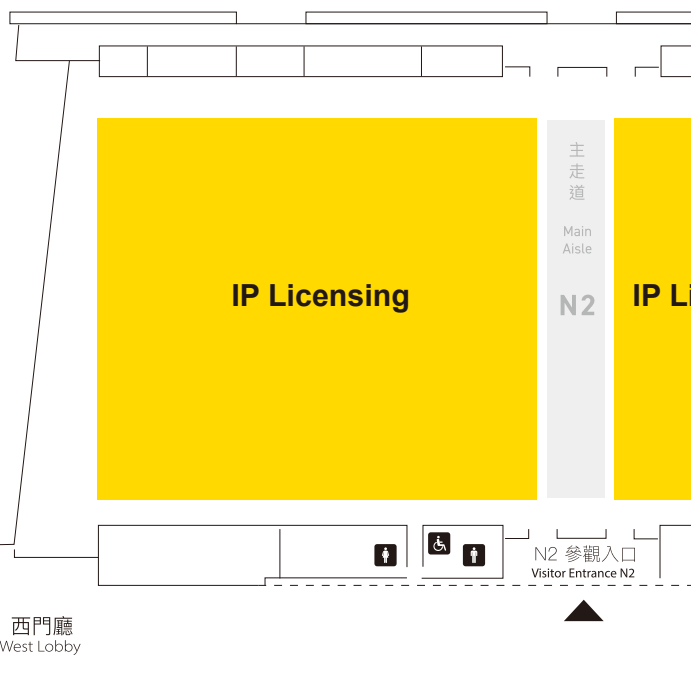 主
走
道
Main
Aisle
N2
IP Licensing
IP Li
N2 參觀入口
Visitor Entrance N2
西門廳
West Lobby